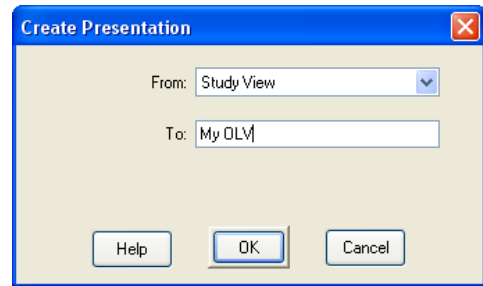 Create Presentation
From: Study View
To: My OLV
Help OK Cancel